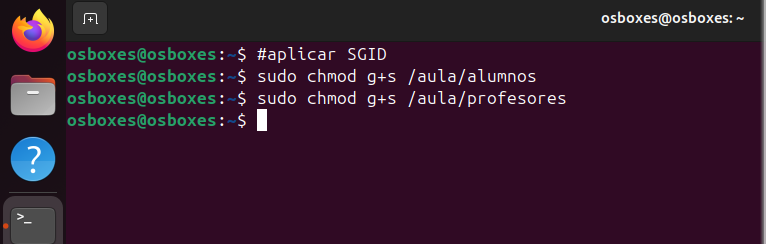 osboxes@osboxes: ~
osboxes@osboxes:~$ #aplicar SGID
osboxes@osboxes:~$ sudo chmod g+s /aula/alumnos
osboxes@osboxes:~$ sudo chmod g+s /aula/profesores
osboxes@osboxes:~$
?
>_